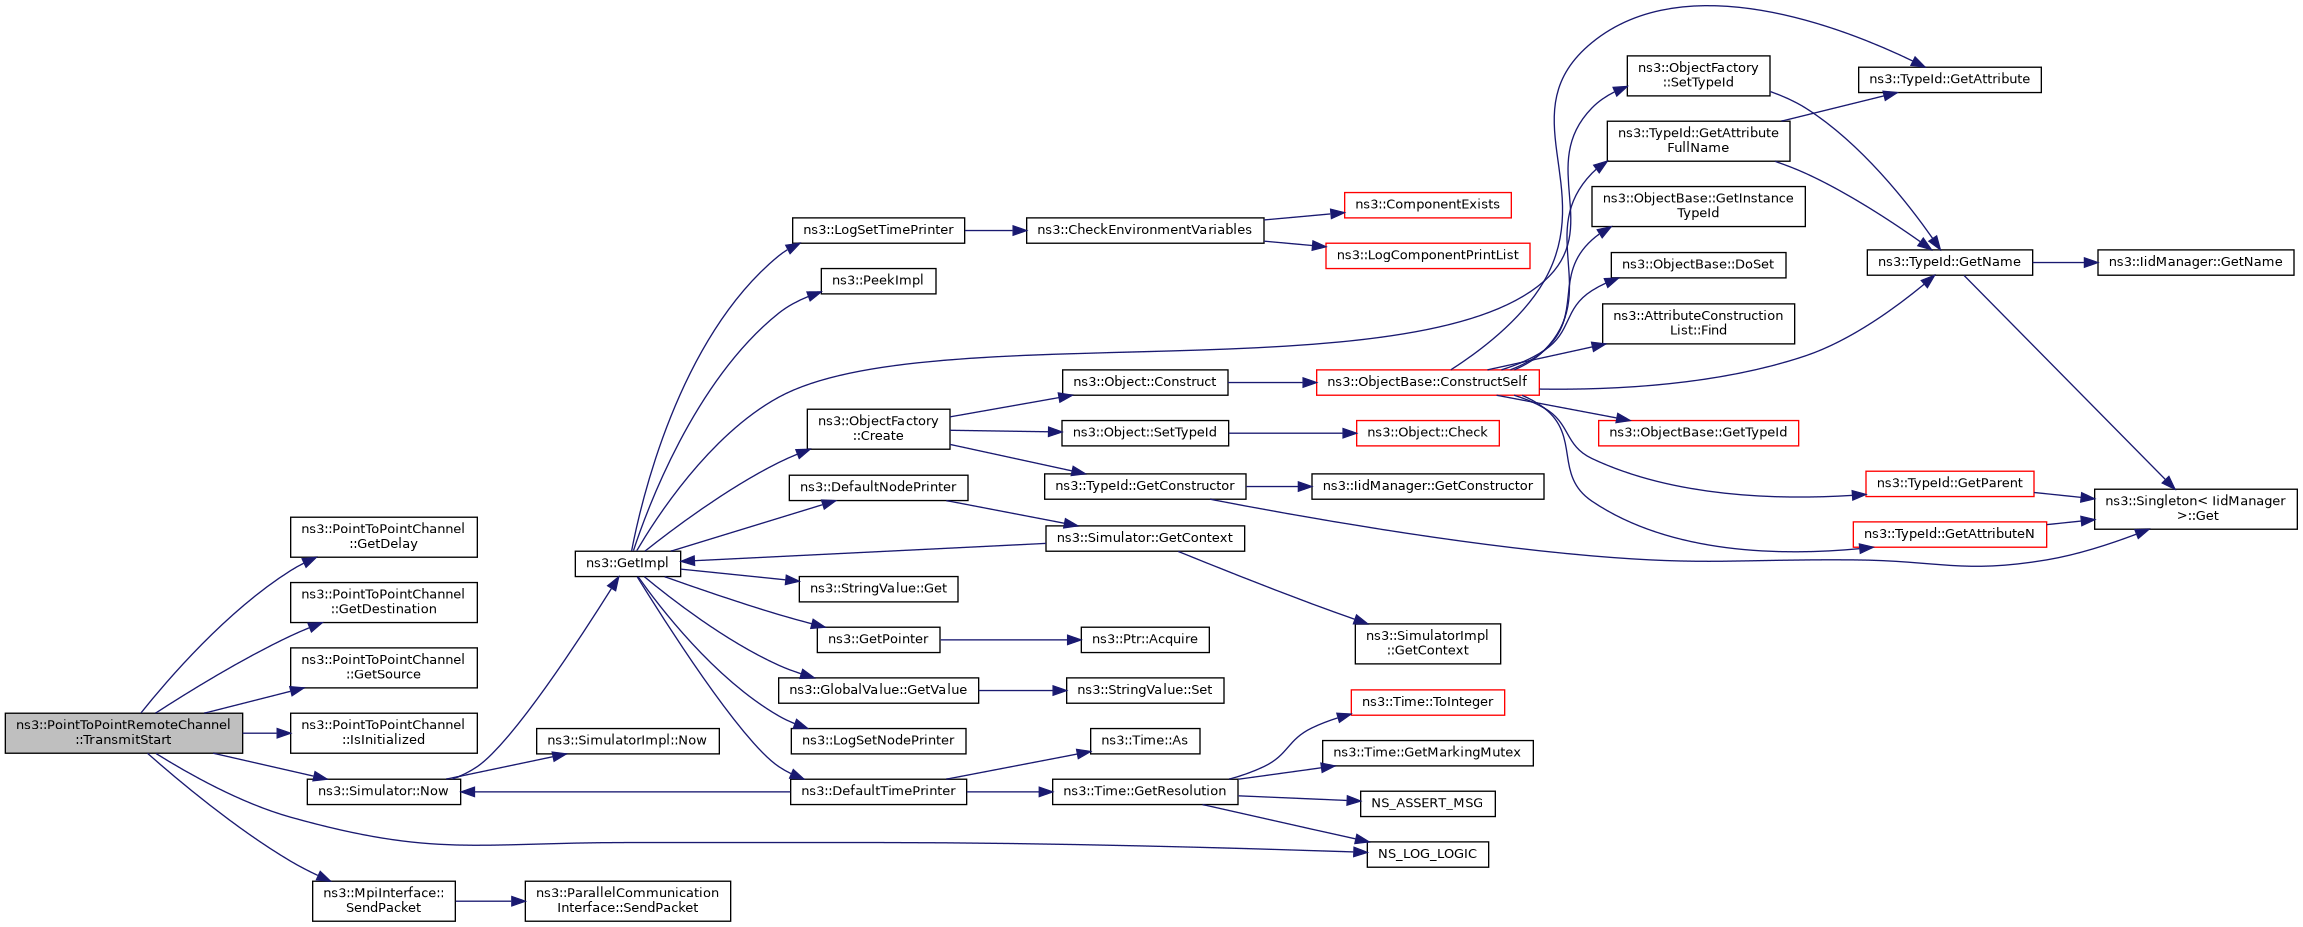 ns3::PointToPointRemoteChannel
::TransmitStart
ns3::PointToPointChannel
::GetDelay
ns3::PointToPointChannel
::GetDestination
ns3::PointToPointChannel
::GetSource
ns3::PointToPointChannel
::IsInitialized
ns3::Simulator::Now
ns3::MpiInterface::
SendPacket
ns3::SimulatorImpl::Now
ns3::ParallelCommunication
Interface::SendPacket
ns3::GetImpl
ns3::LogSetTimePrinter
ns3::PeekImpl
ns3::ObjectFactory
::Create
ns3::DefaultNodePrinter
ns3::StringValue::Get
ns3::GetPointer
ns3::GlobalValue::GetValue
ns3::LogSetNodePrinter
ns3::DefaultTimePrinter
ns3::CheckEnvironmentVariables
ns3::Object::Construct
ns3::Object::SetTypeId
ns3::TypeId::GetConstructor
ns3::Simulator::GetContext
ns3::Ptr::Acquire
ns3::StringValue::Set
ns3::Time::As
ns3::Time::GetResolution
ns3::ComponentExists
ns3::LogComponentPrintList
ns3::ObjectBase::ConstructSelf
ns3::Object::Check
ns3::IidManager::GetConstructor
ns3::SimulatorImpl
::GetContext
ns3::Time::ToInteger
ns3::Time::GetMarkingMutex
NS_ASSERT_MSG
NS_LOG_LOGIC
ns3::ObjectFactory
::SetTypeId
ns3::TypeId::GetAttribute
FullName
ns3::ObjectBase::GetInstance
TypeId
ns3::ObjectBase::DoSet
ns3::AttributeConstruction
List::Find
ns3::ObjectBase::GetTypeId
ns3::TypeId::GetAttribute
ns3::TypeId::GetName
ns3::TypeId::GetParent
ns3::TypeId::GetAttributeN
ns3::IidManager::GetName
ns3::Singleton< IidManager
>::Get